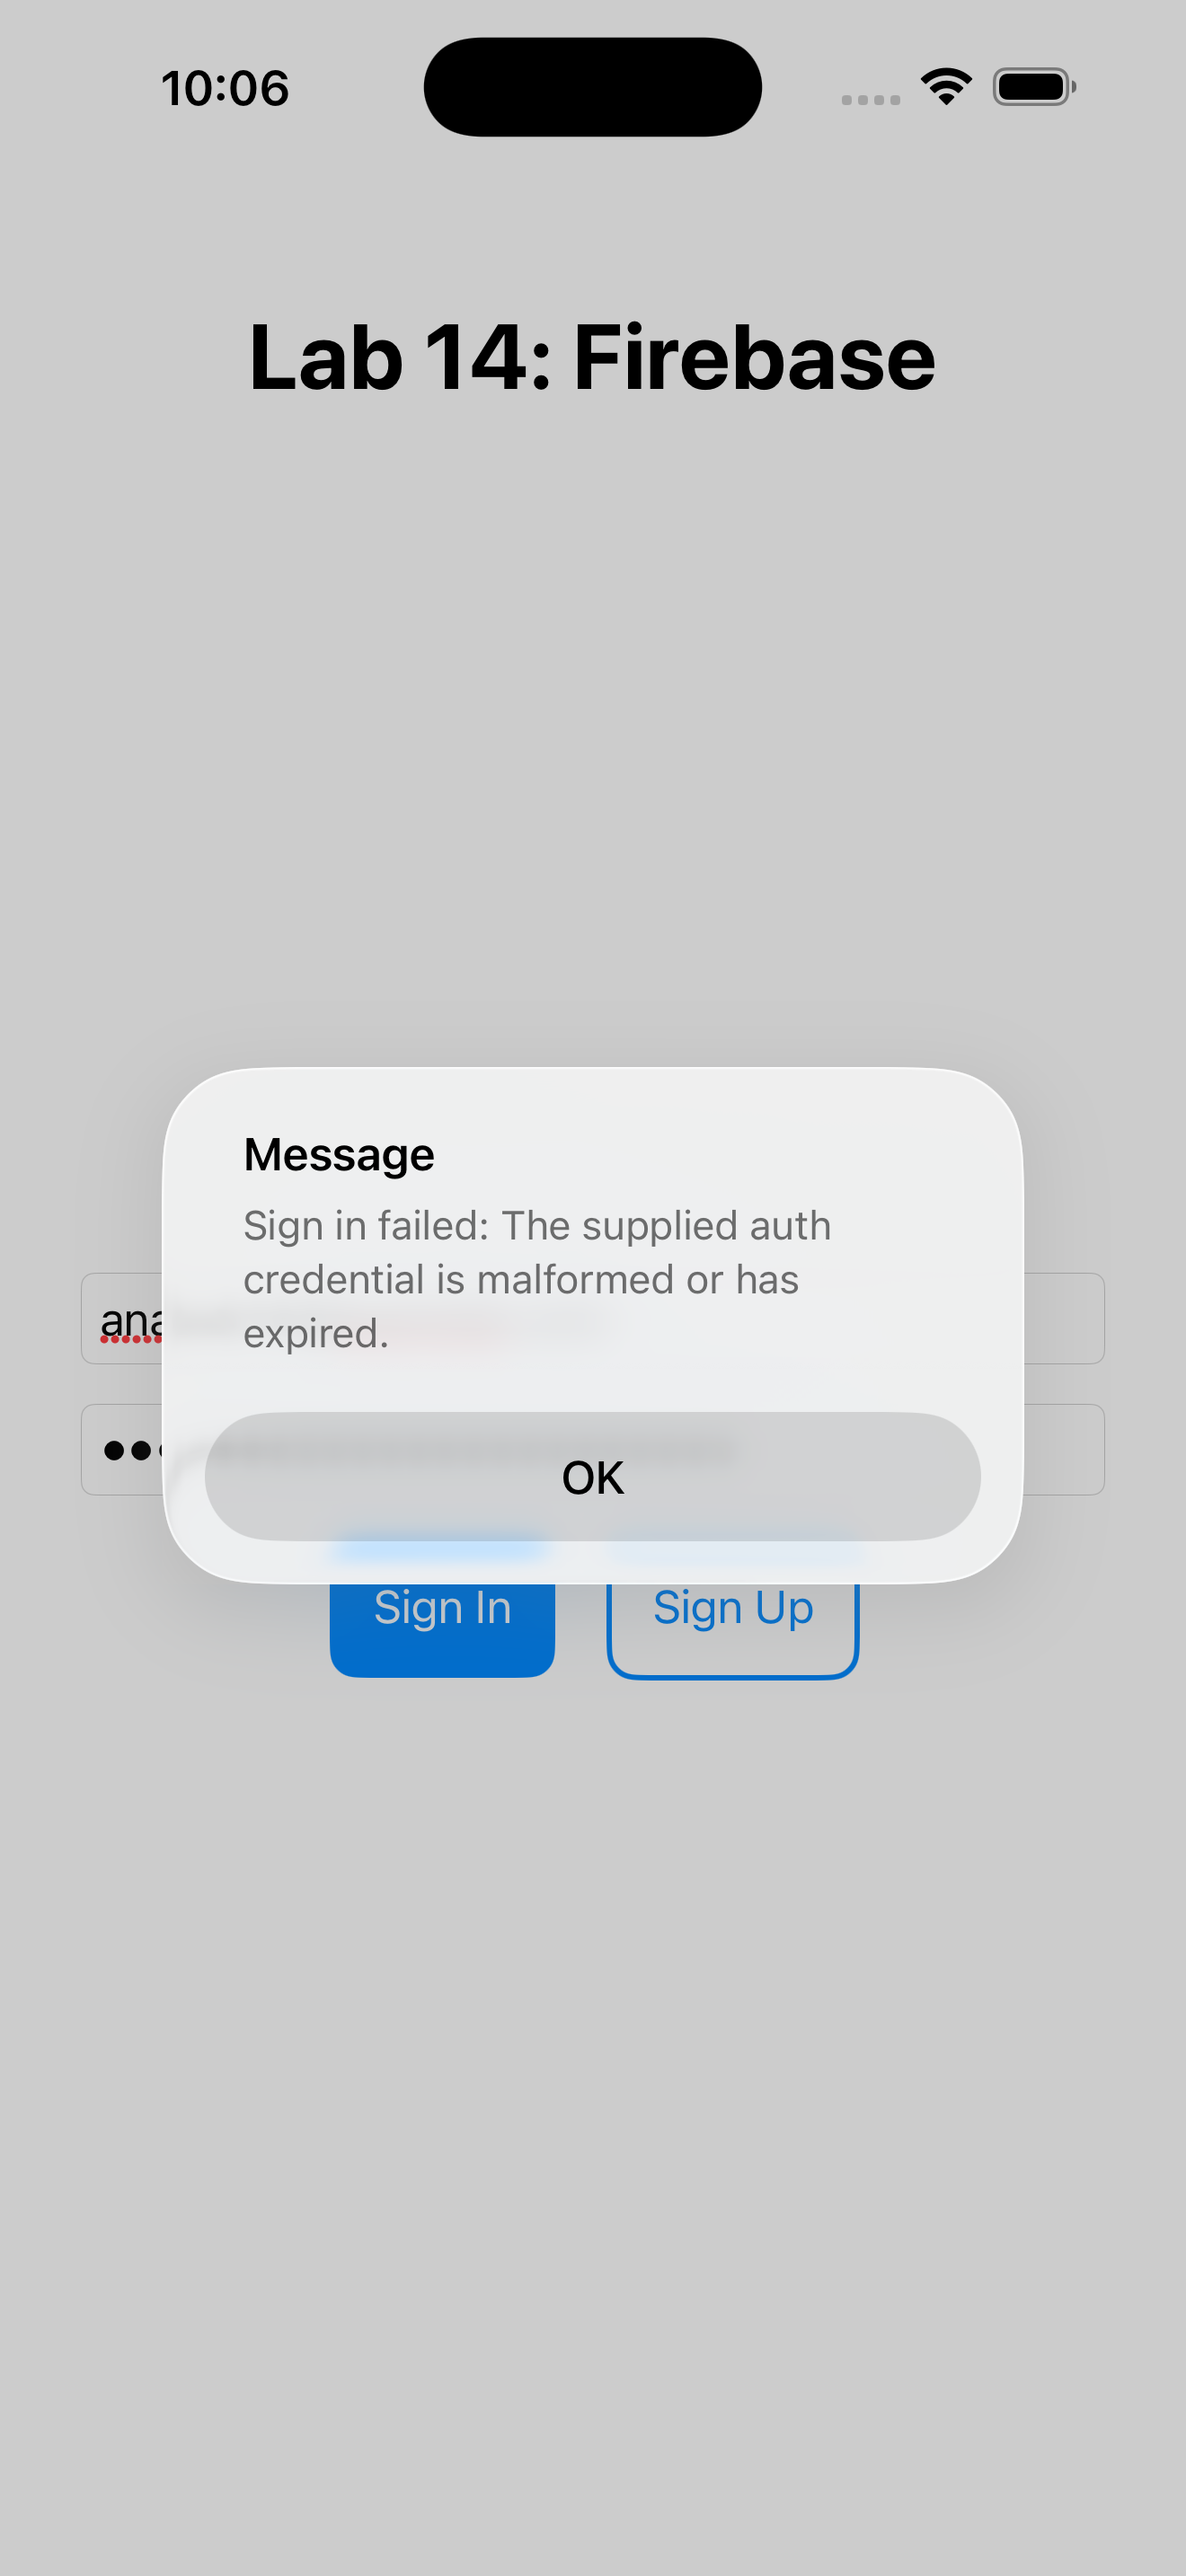 10:06
Lab 14: Firebase
Message
Sign in failed: The supplied auth
credential is malformed or has
expired.
OK
Sign In
Sign Up